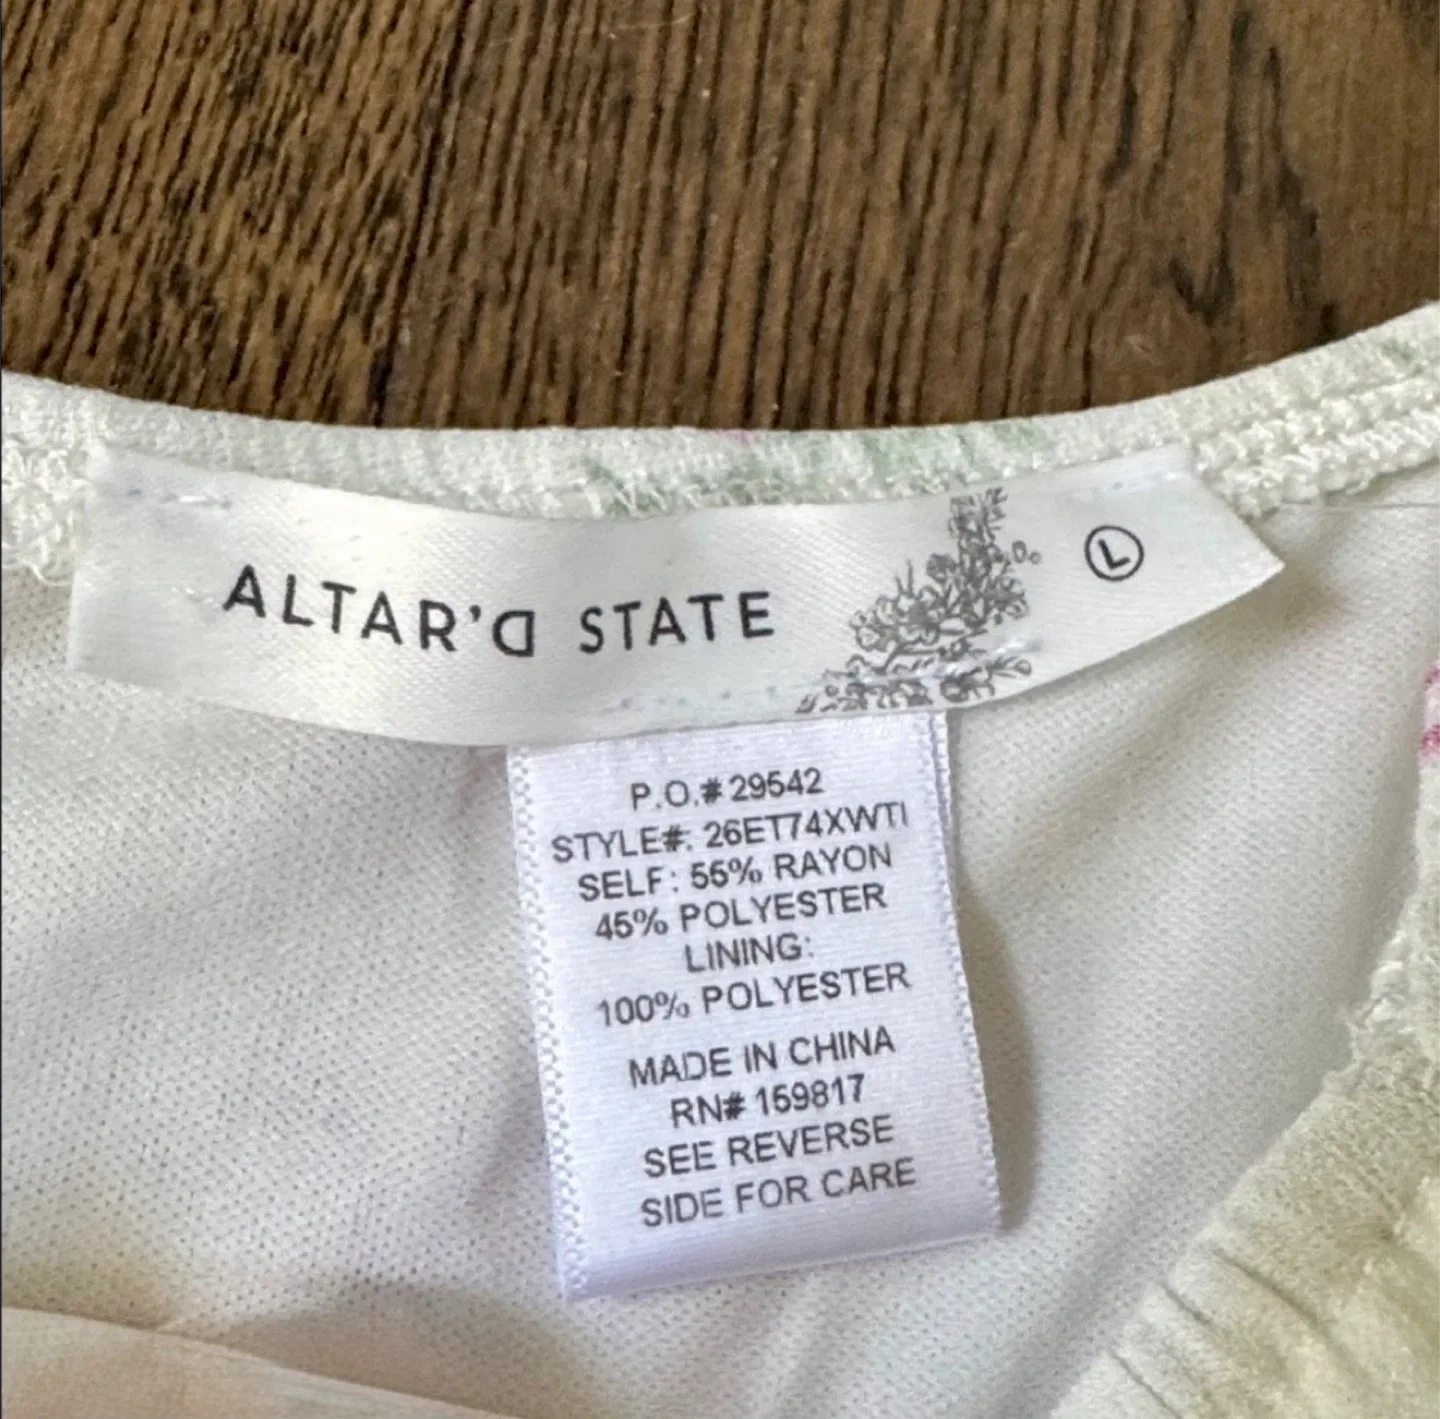 ALTAR'D STATE
L
P.O.# 29542
STYLE#: 26ET74XWTI
SELF: 55% RAYON
45% POLYESTER
LINING:
100% POLYESTER
MADE IN CHINA
RN# 159817
SEE REVERSE
SIDE FOR CARE